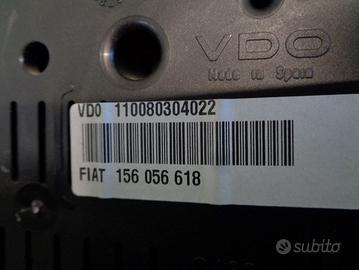 VDO
Made in Spain
VDO 110080304022
FIAT 156 056 618
subito